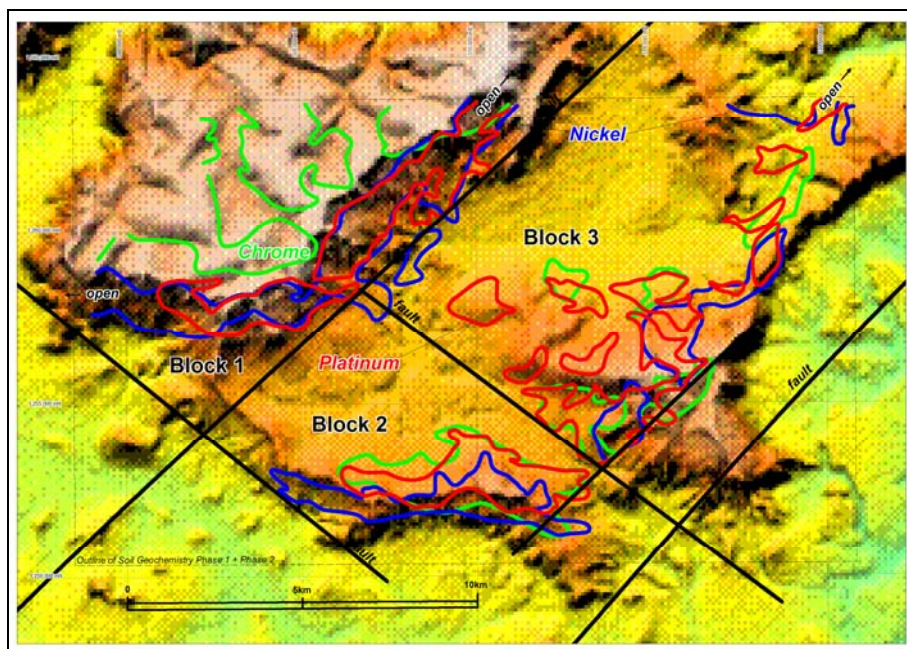 open
open
Nickel
Block 3
Chrome
open
fault
Platinum
Block 1
fault
Block 2
fault
Outline of Soil Geochemistry Phase 1 + Phase 2
0
5km
10km